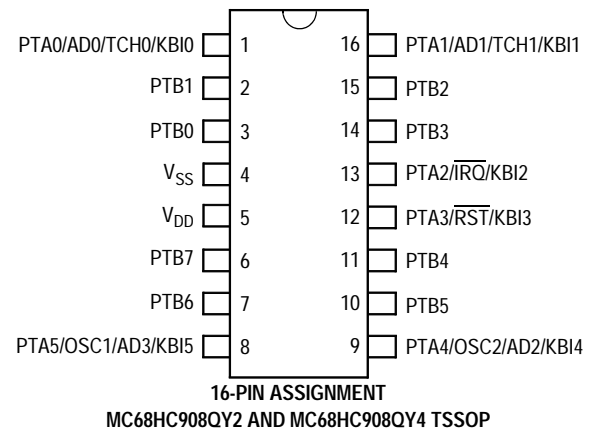 PTA0/AD0/TCH0/KBI0 1 16 PTA1/AD1/TCH1/KBI1
PTB1 2 15 PTB2
PTB0 3 14 PTB3
VSS 4 13 PTA2/IRQ/KBI2
VDD 5 12 PTA3/RST/KBI3
PTB7 6 11 PTB4
PTB6 7 10 PTB5
PTA5/OSC1/AD3/KBI5 8 9 PTA4/OSC2/AD2/KBI4
16-PIN ASSIGNMENT
MC68HC908QY2 AND MC68HC908QY4 TSSOP